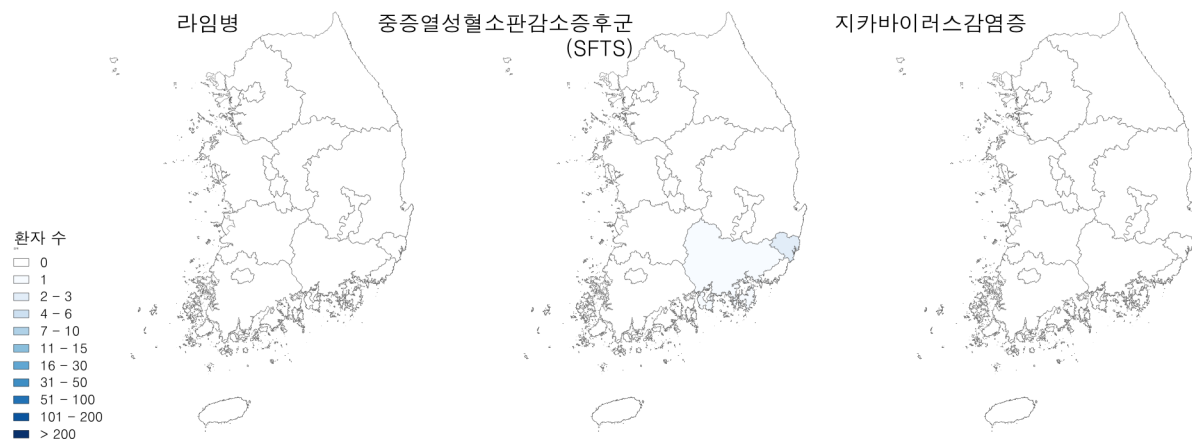 라임병
중증열성혈소판감소증후군
(SFTS)
지카바이러스감염증
환자 수
0
1
2 - 3
4 - 6
7 - 10
11 - 15
16 - 30
31 - 50
51 - 100
101 - 200
> 200